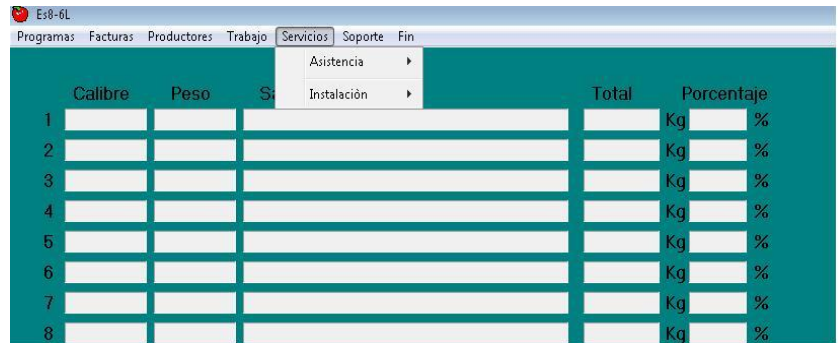 Es8-6L
Programas Facturas Productores Trabajo Servicios Soporte Fin
Asistencia
Instalación
Calibre Peso Total Porcentaje
1 Kg %
2 Kg %
3 Kg %
4 Kg %
5 Kg %
6 Kg %
7 Kg %
8 Kg %